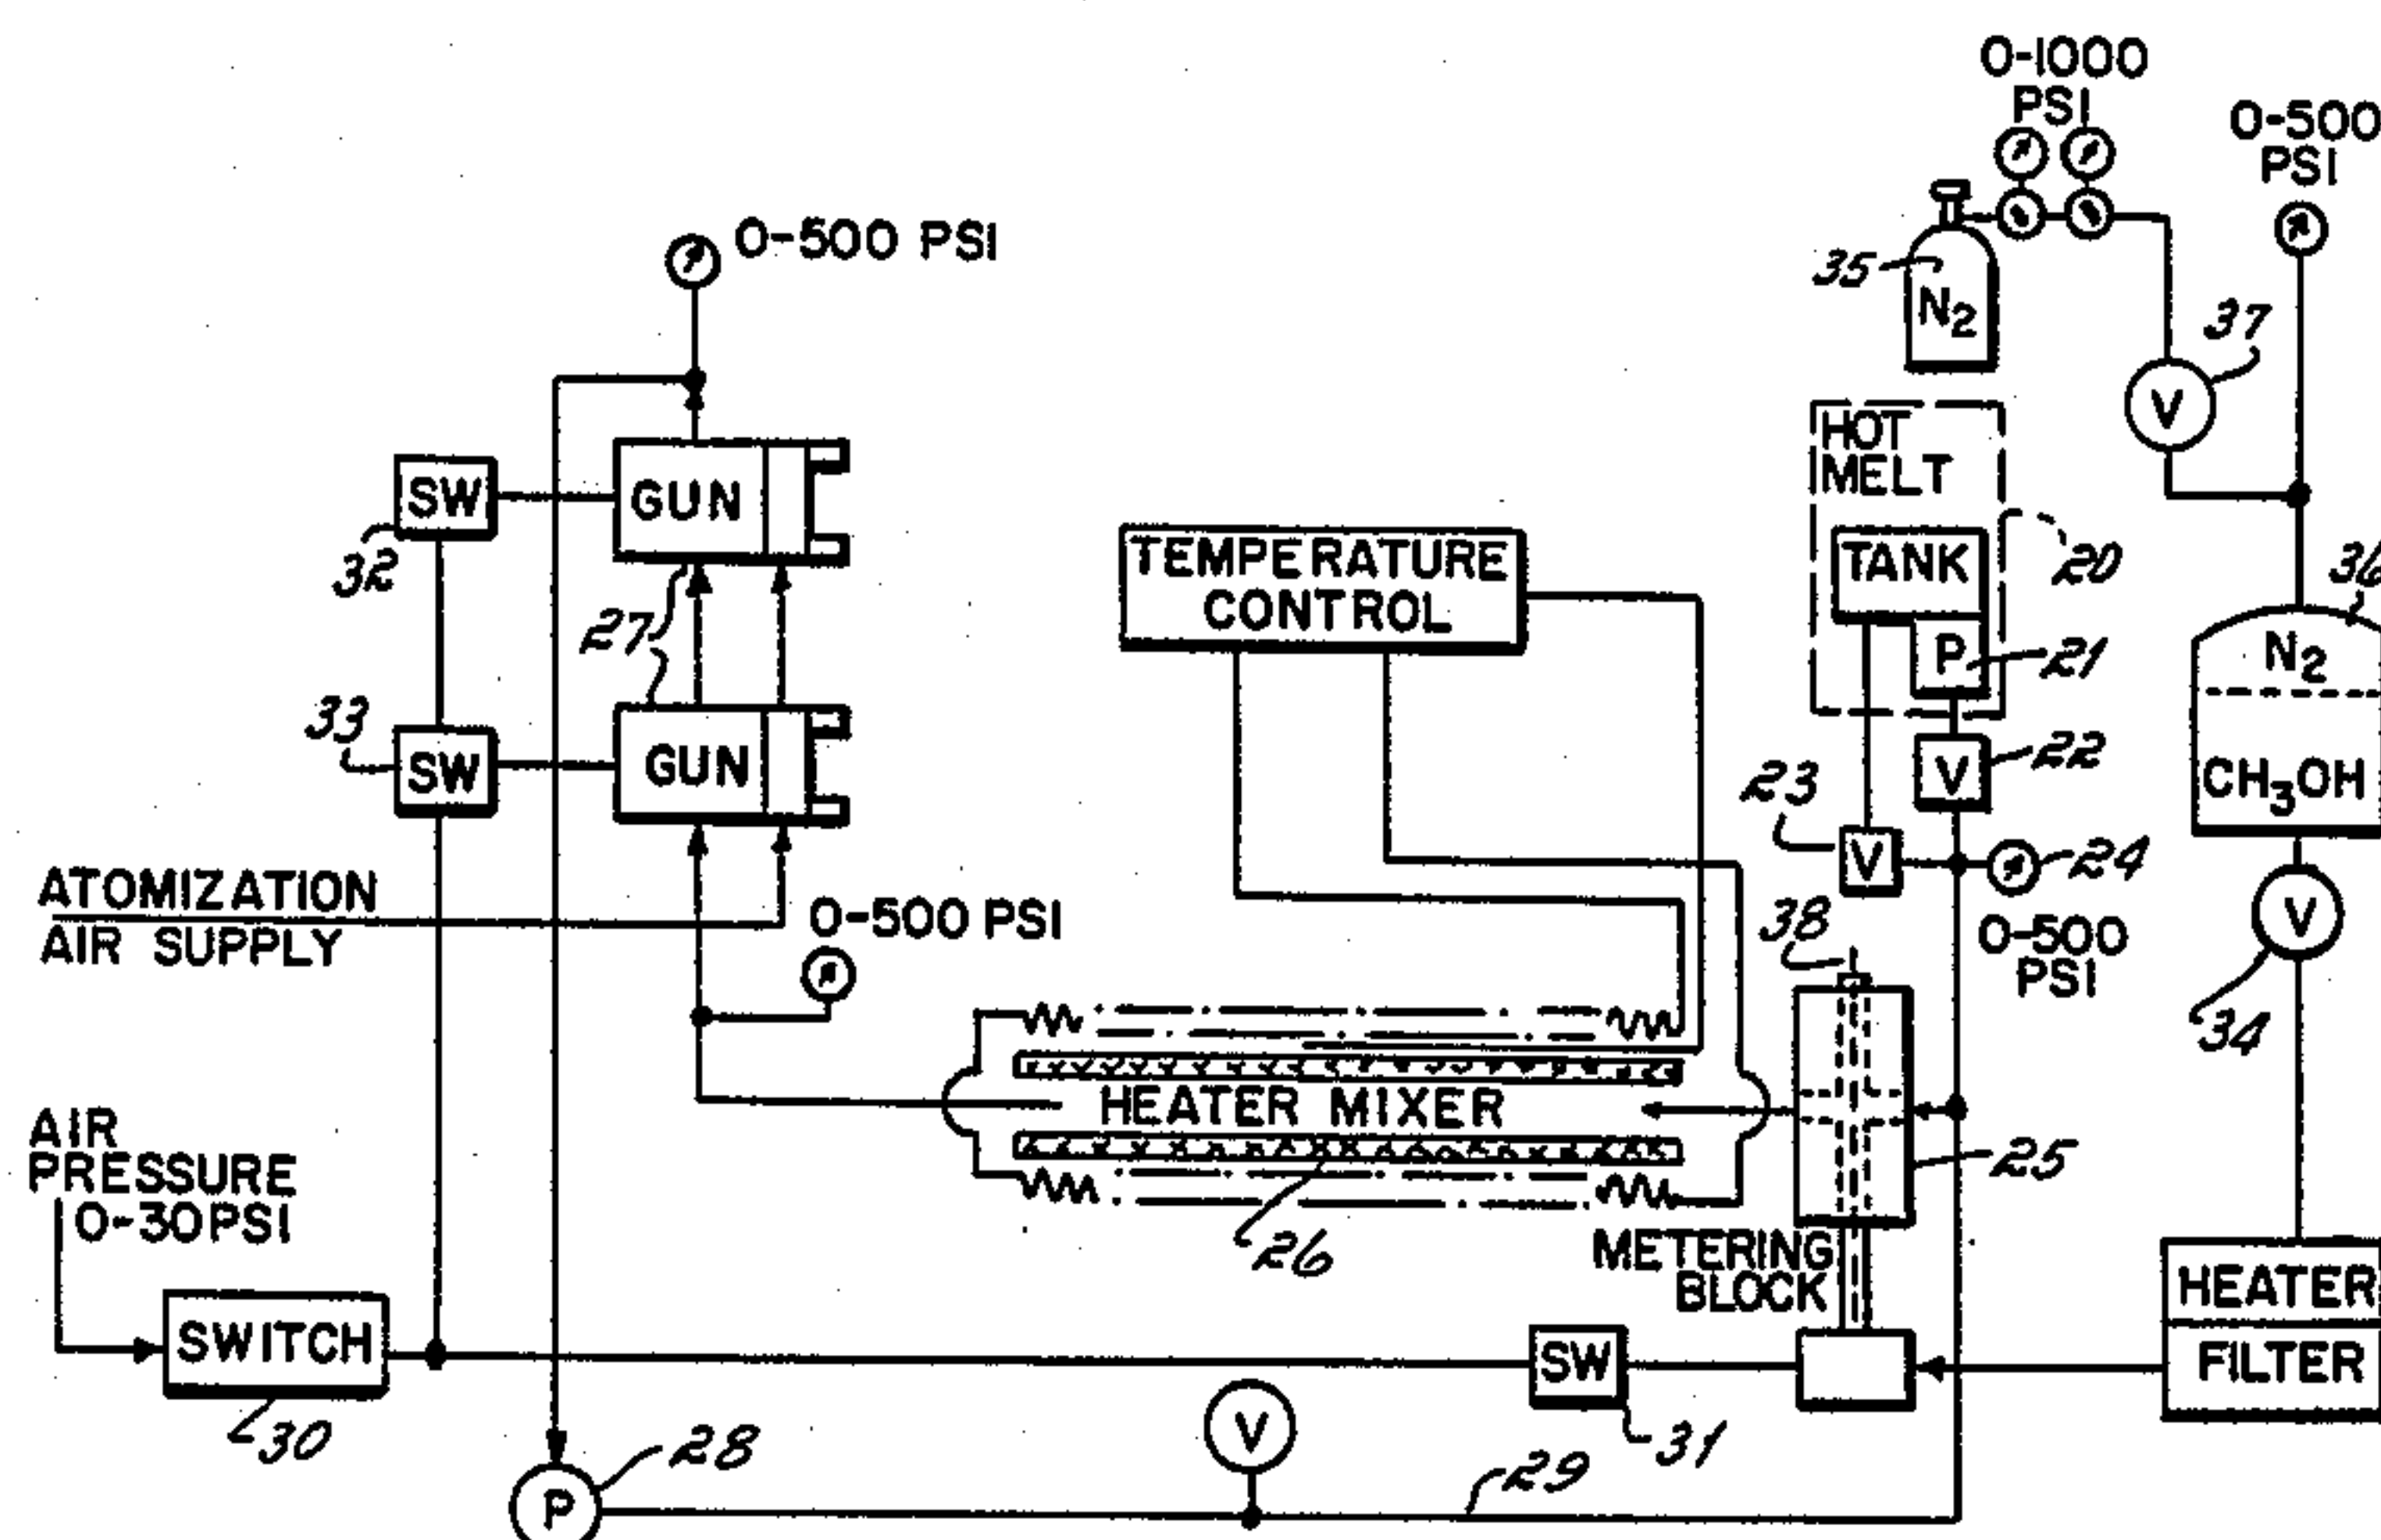 0-1000
PSI
0-500
PSI
0-500 PSI
35
N2
37
V
HOT
MELT
20
TANK
P
21
36
N2
CH3OH
SW
32
GUN
27
TEMPERATURE
CONTROL
33
SW
GUN
V
22
23
V
24
0-500
PSI
V
34
ATOMIZATION
AIR SUPPLY
0-500 PSI
38
HEATER MIXER
26
25
METERING
BLOCK
AIR
PRESSURE
0-30 PSI
SWITCH
30
SW
31
HEATER
FILTER
V
28
P
29